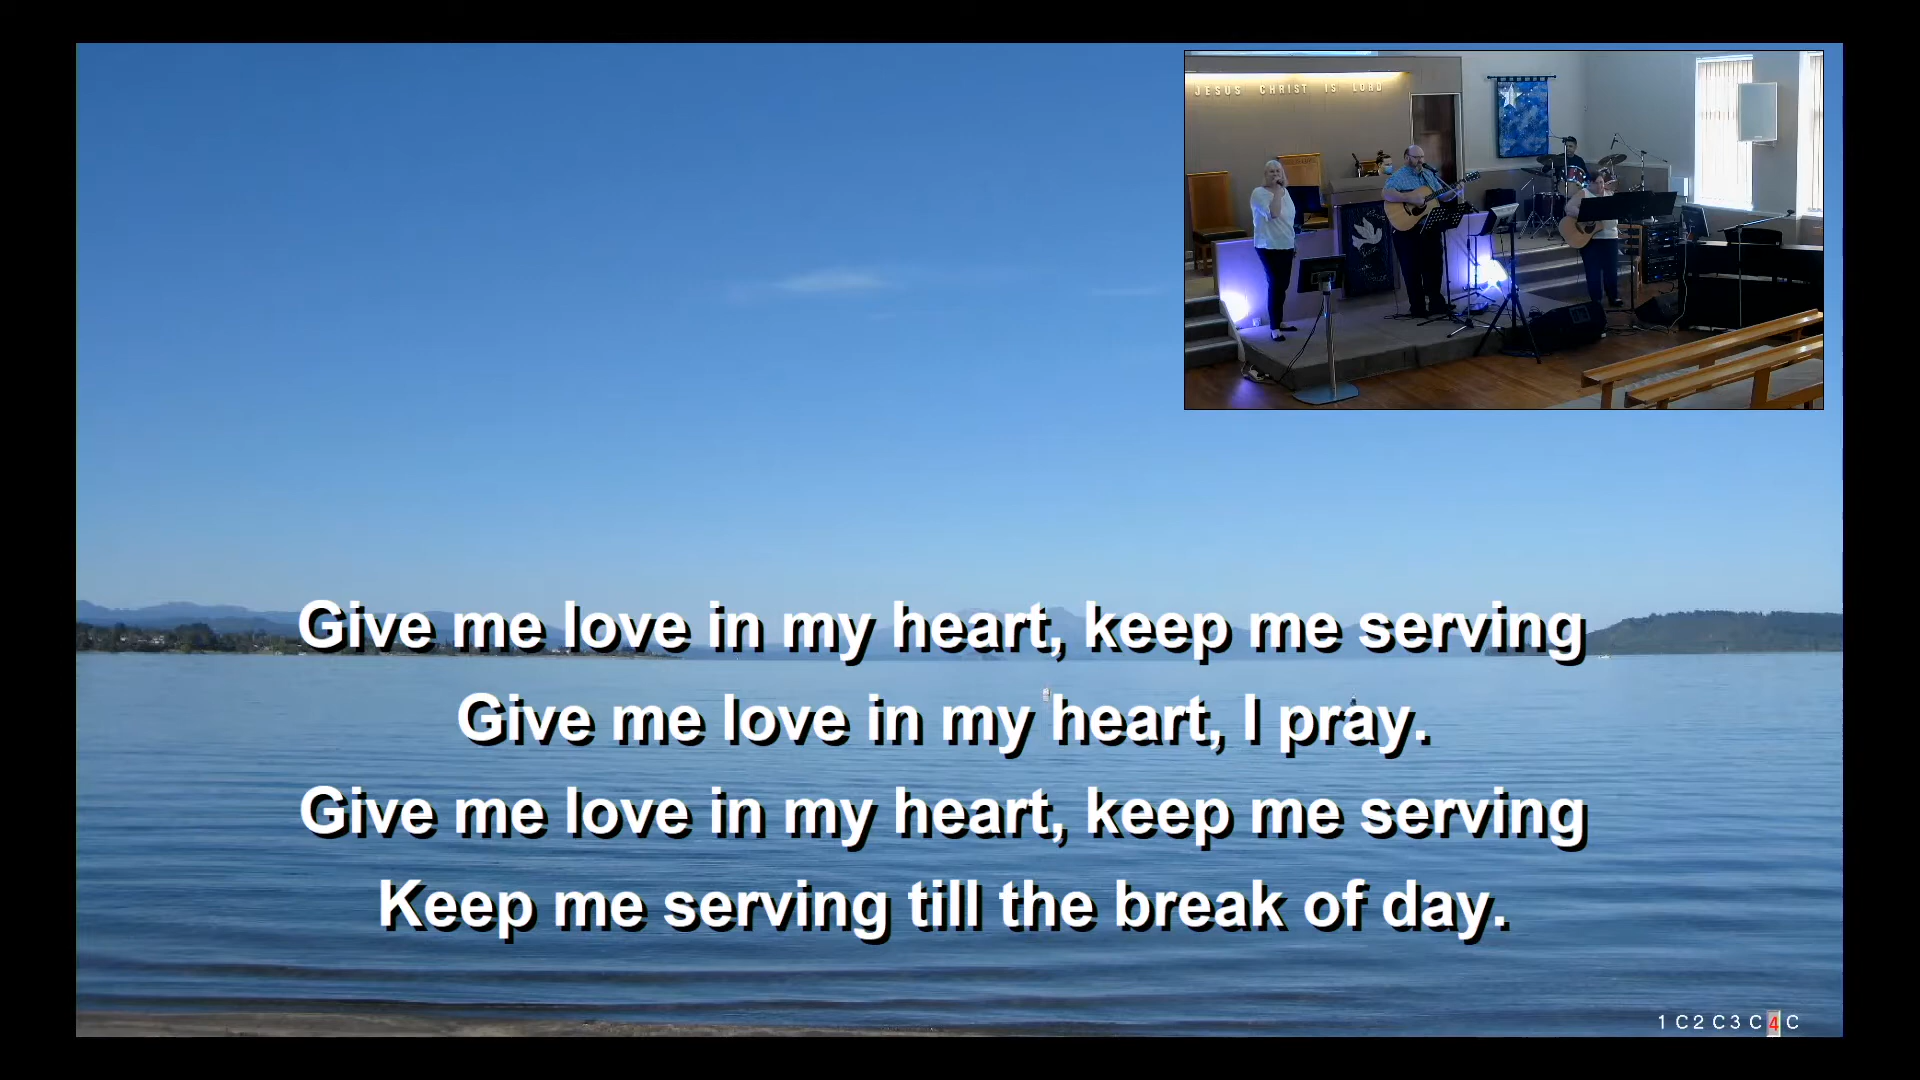 JESUS CHRIST IS LORD
Give me love in my heart, keep me serving
Give me love in my heart, I pray.
Give me love in my heart, keep me serving
Keep me serving till the break of day.
1 C 2 C 3 C 4 C